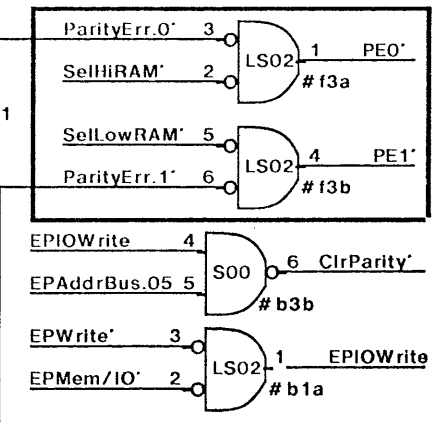 ParityErr.0' 3
LS02 1 PE0'
SelHiRAM' 2
#f3a
1
SelLowRAM' 5
LS02 4 PE1'
ParityErr.1' 6
#f3b
EPIOWrite 4
S00 6 ClrParity'
EPAddrBus.05 5
#b3b
EPWrite' 3
LS02 1 EPIOWrite
EPMem/IO' 2
#b1a